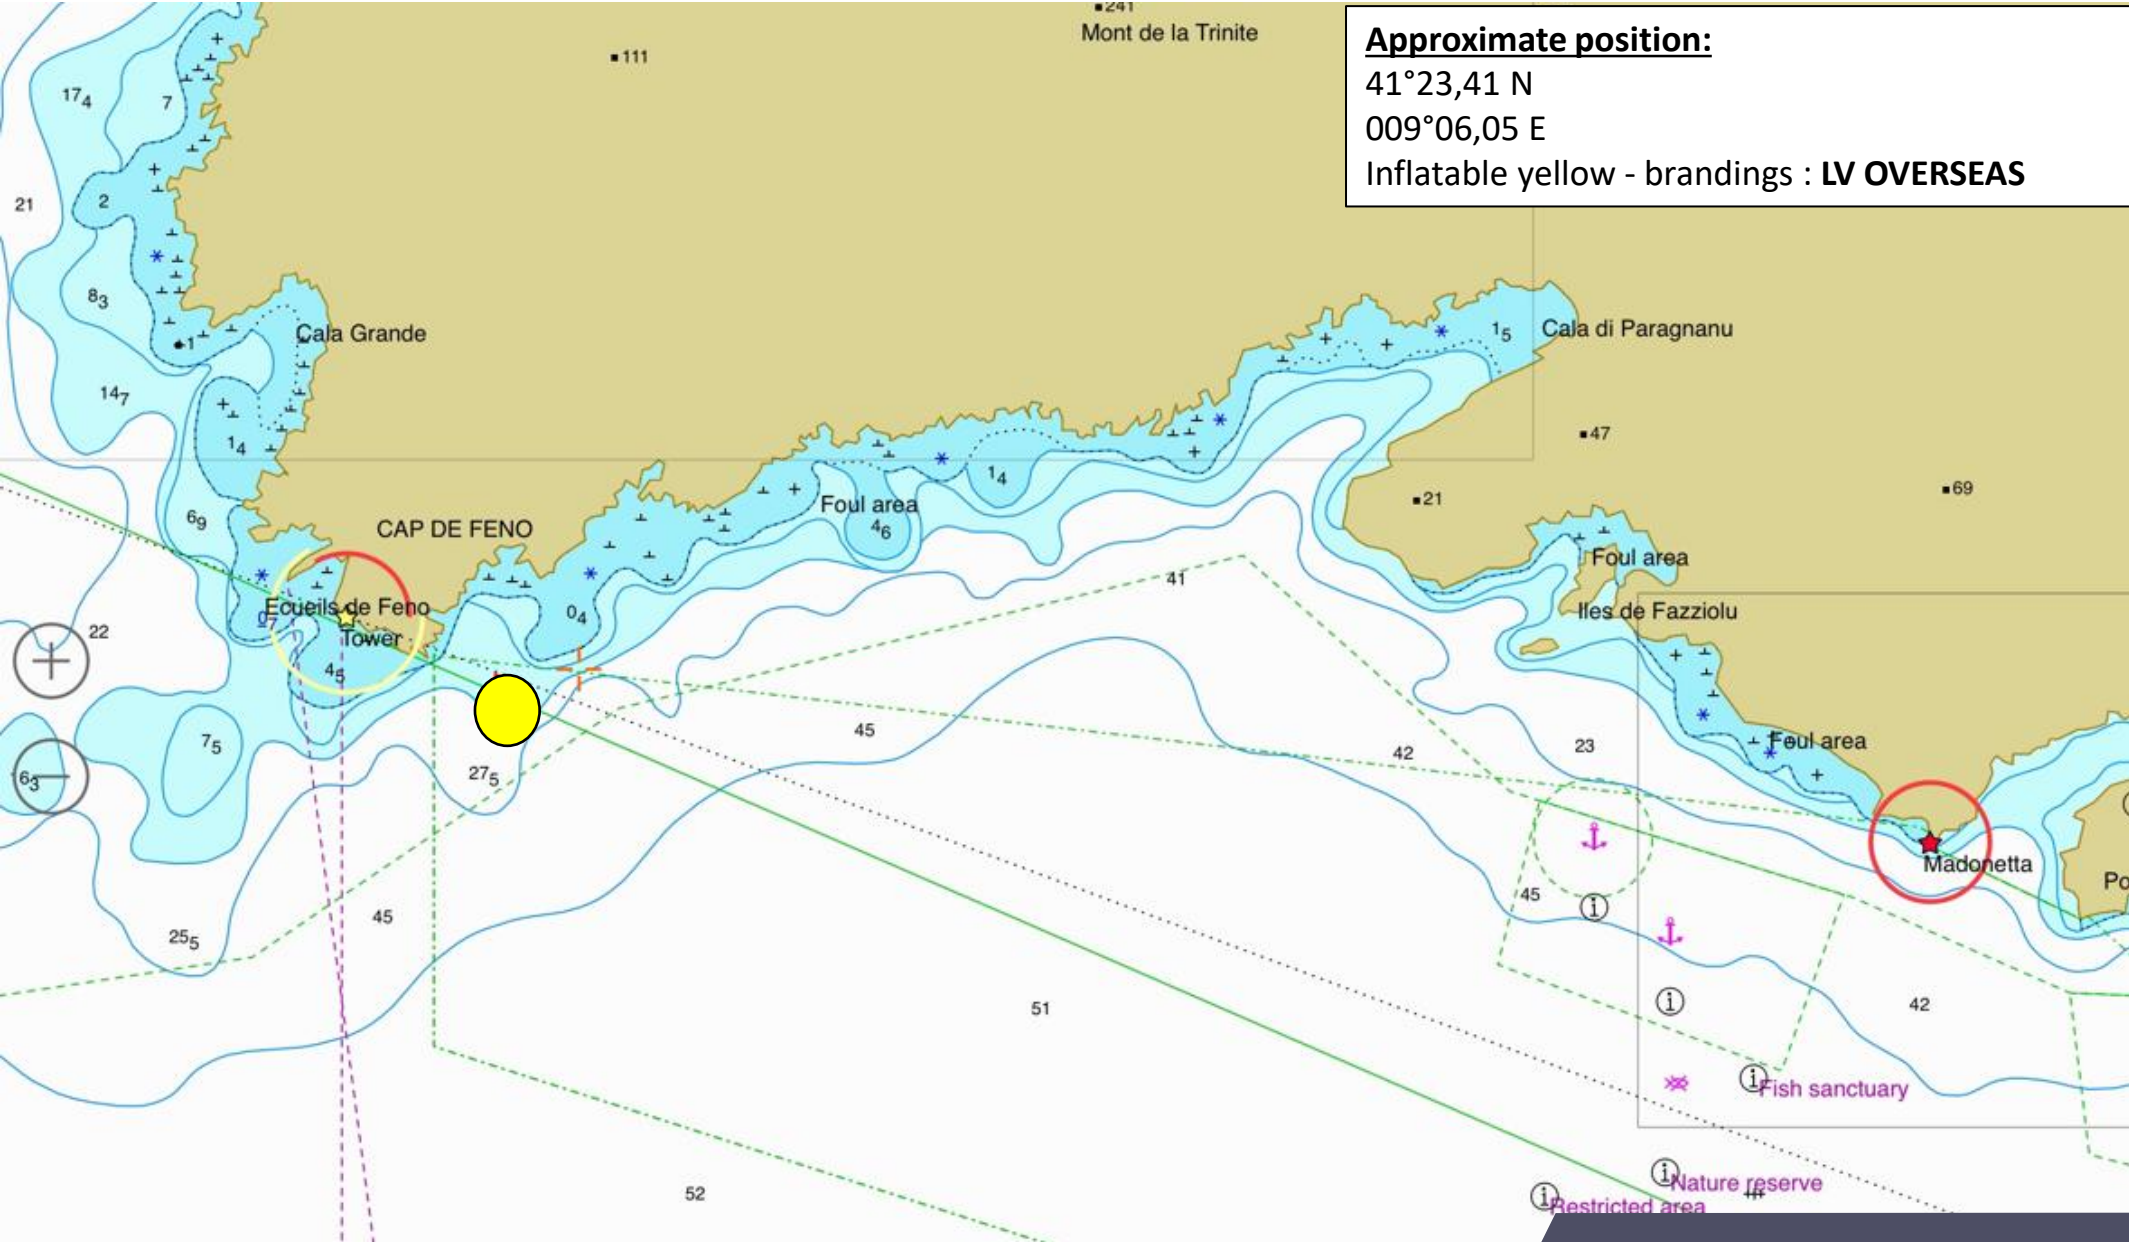 241
Mont de la Trinite
Approximate position:
41°23,41 N
009°06,05 E
Inflatable yellow - brandings : LV OVERSEAS
111
17₄
7
21
2
8₃
1
Cala Grande
1₅
Cala di Paragnanu
14₇
1₄
47
1₄
69
21
Foul area
4₆
6₉
CAP DE FENO
Foul area
41
Ecueils de Feno
0₇
0₄
Iles de Fazziolu
22
Tower
4₅
45
7₅
42
23
Foul area
6₃
27₅
Madonetta
Po
45
45
25₅
51
42
Fish sanctuary
52
Nature reserve
Restricted area